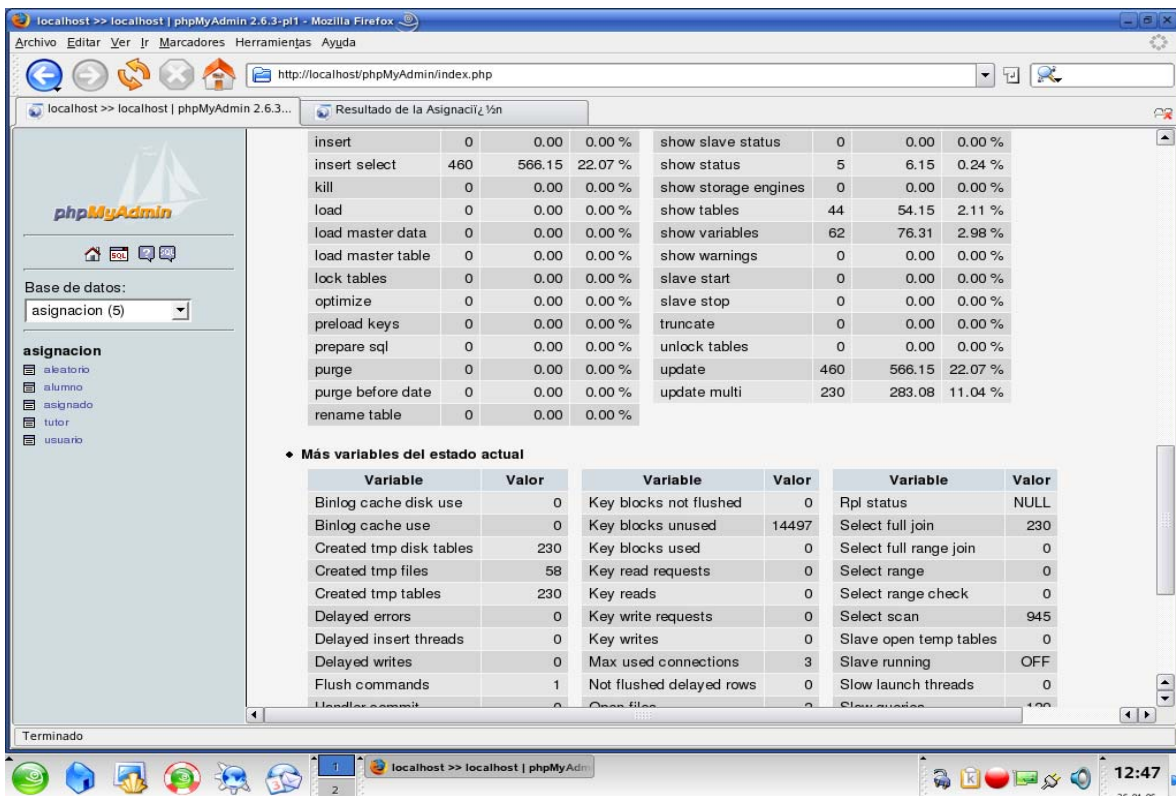 localhost >> localhost | phpMyAdmin 2.6.3-pl1 - Mozilla Firefox
Archivo Editar Ver Ir Marcadores Herramientas Ayuda
http://localhost/phpMyAdmin/index.php
localhost >> localhost | phpMyAdmin 2.6.3... Resultado de la Asignaciï¿½n
phpMyAdmin
Base de datos:
asignacion (5)
asignacion
aleatorio
alumno
asignado
tutor
usuario
insert 0 0.00 0.00 % show slave status 0 0.00 0.00 %
insert select 460 566.15 22.07 % show status 5 6.15 0.24 %
kill 0 0.00 0.00 % show storage engines 0 0.00 0.00 %
load 0 0.00 0.00 % show tables 44 54.15 2.11 %
load master data 0 0.00 0.00 % show variables 62 76.31 2.98 %
load master table 0 0.00 0.00 % show warnings 0 0.00 0.00 %
lock tables 0 0.00 0.00 % slave start 0 0.00 0.00 %
optimize 0 0.00 0.00 % slave stop 0 0.00 0.00 %
preload keys 0 0.00 0.00 % truncate 0 0.00 0.00 %
prepare sql 0 0.00 0.00 % unlock tables 0 0.00 0.00 %
purge 0 0.00 0.00 % update 460 566.15 22.07 %
purge before date 0 0.00 0.00 % update multi 230 283.08 11.04 %
rename table 0 0.00 0.00 %
Más variables del estado actual
Variable Valor Variable Valor Variable Valor
Binlog cache disk use 0 Key blocks not flushed 0 Rpl status NULL
Binlog cache use 0 Key blocks unused 14497 Select full join 230
Created tmp disk tables 230 Key blocks used 0 Select full range join 0
Created tmp files 58 Key read requests 0 Select range 0
Created tmp tables 230 Key reads 0 Select range check 0
Delayed errors 0 Key write requests 0 Select scan 945
Delayed insert threads 0 Key writes 0 Slave open temp tables 0
Delayed writes 0 Max used connections 3 Slave running OFF
Flush commands 1 Not flushed delayed rows 0 Slow launch threads 0
Terminado
1
2
localhost >> localhost | phpMyAdm
12:47